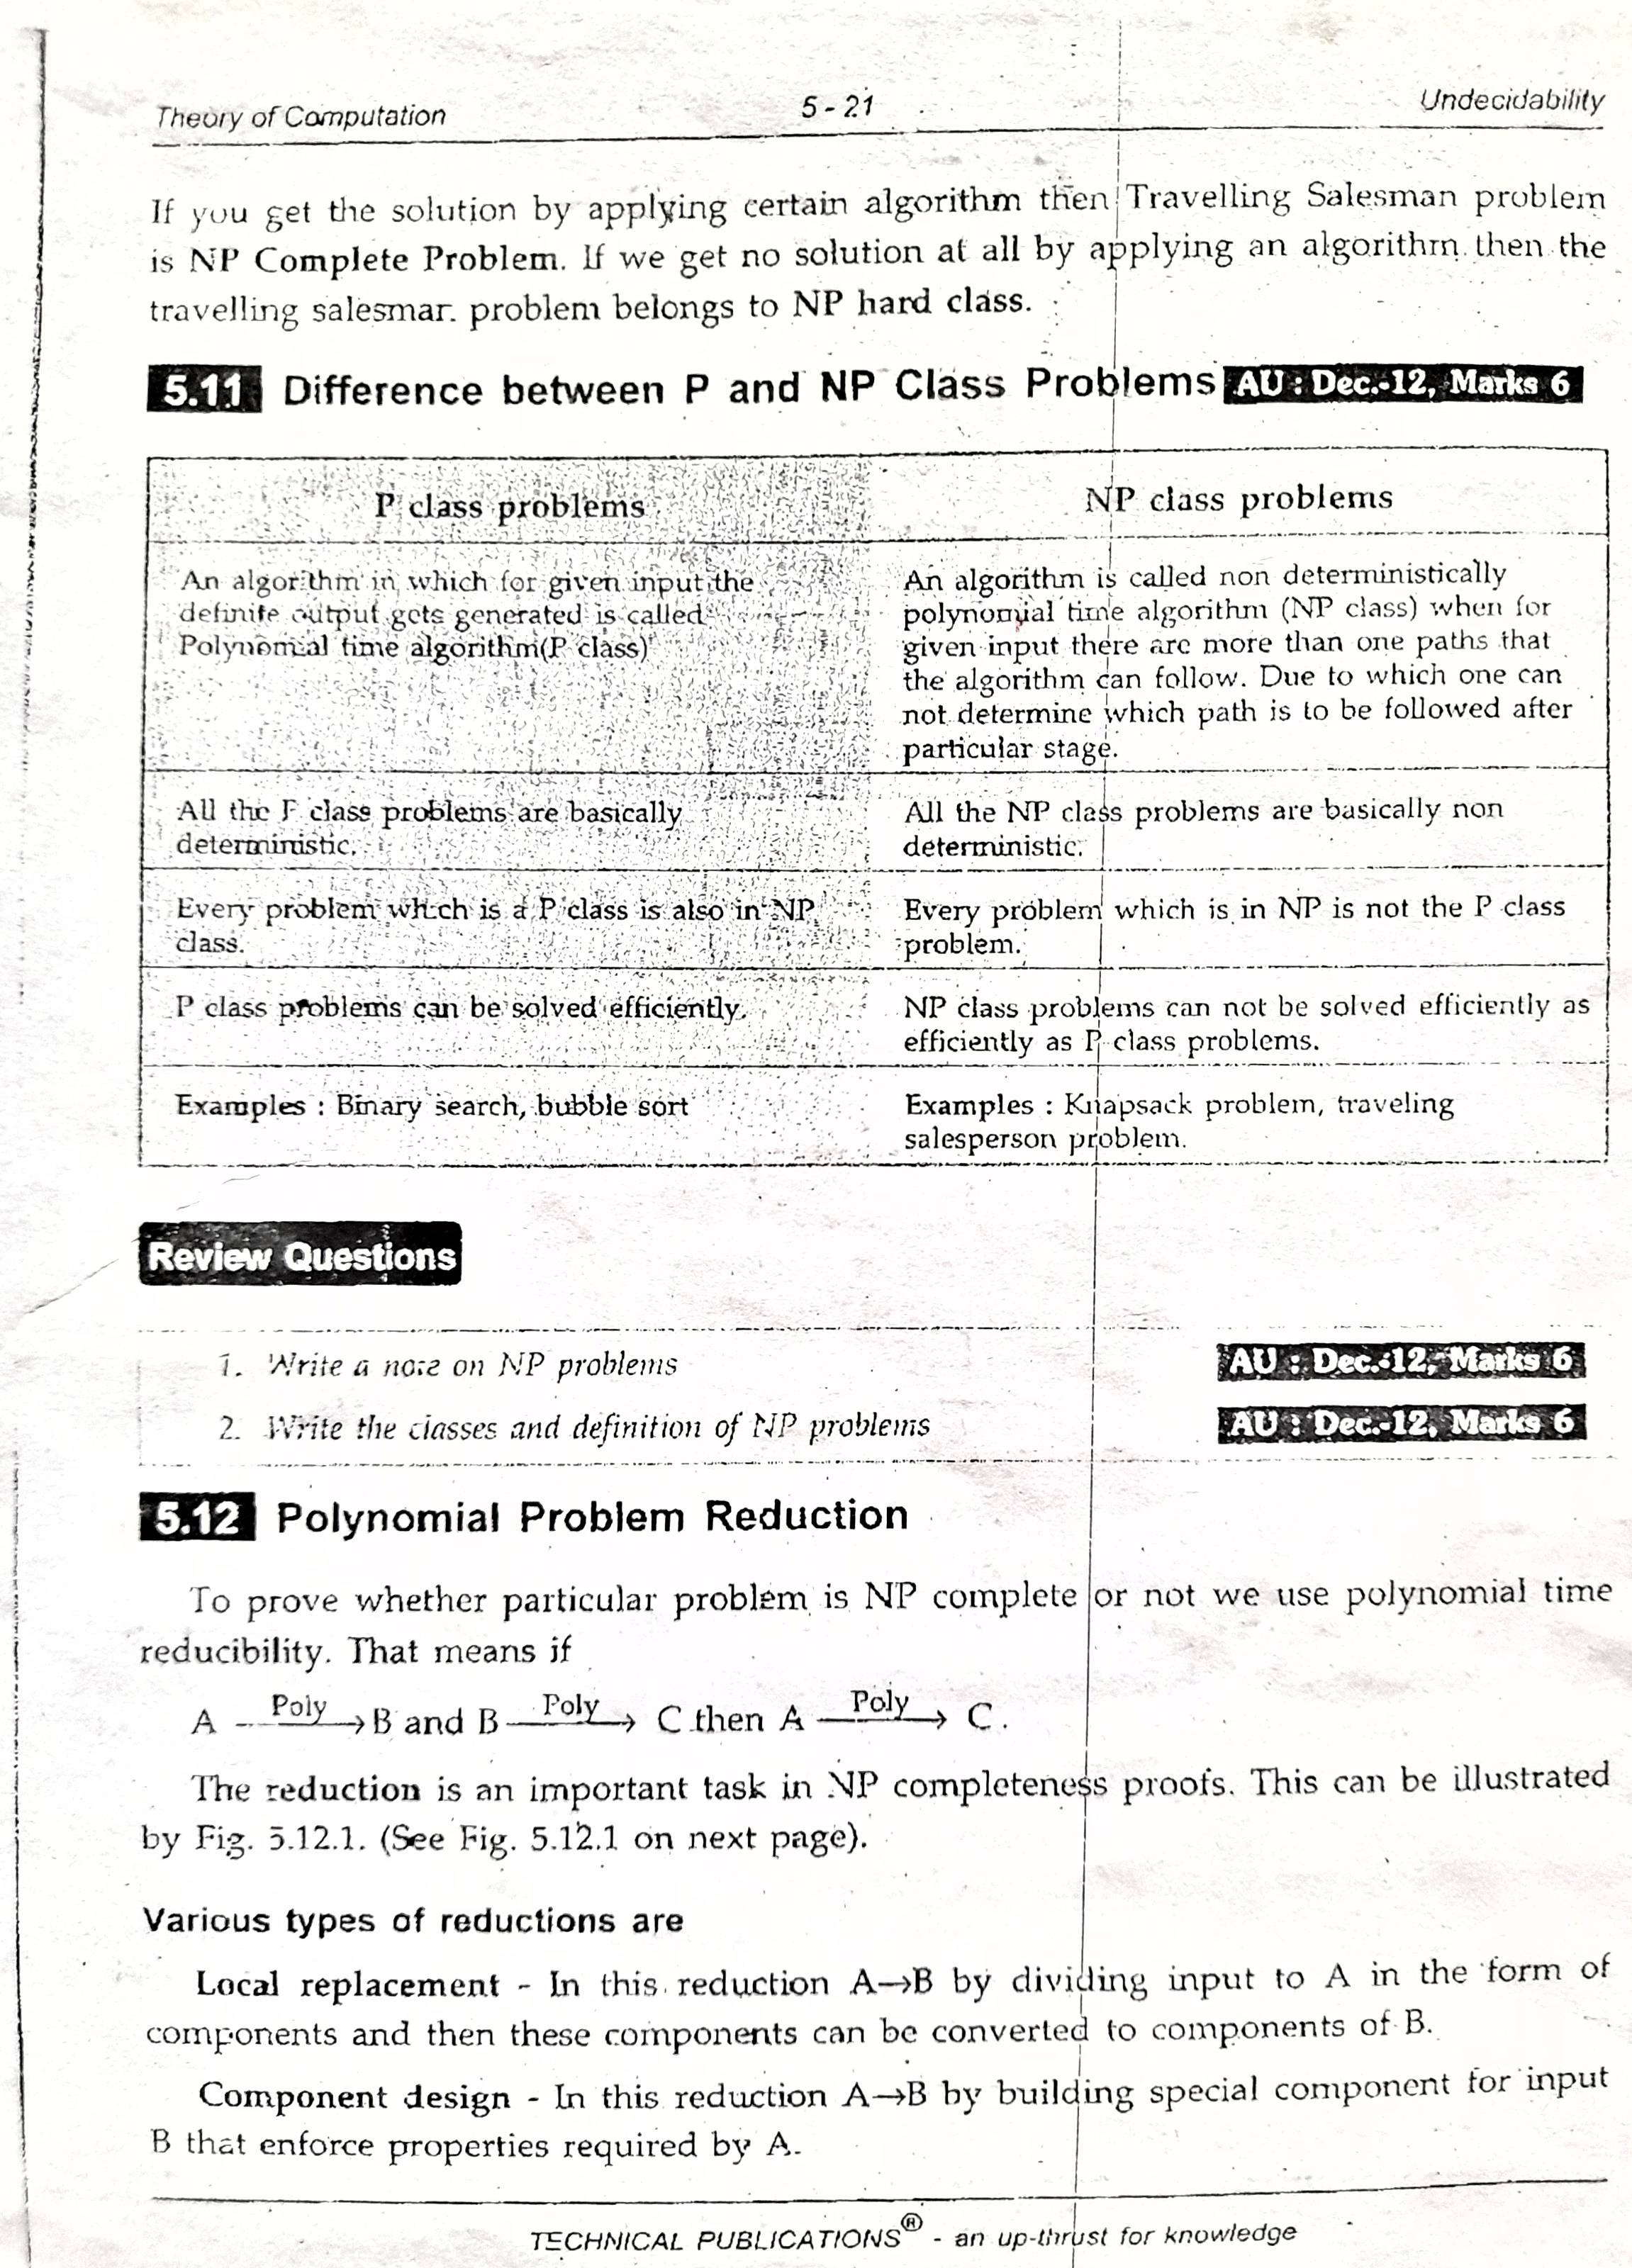 Theory of Computation 5 - 21 Undecidability
If you get the solution by applying certain algorithm then Travelling Salesman problem
is NP Complete Problem. If we get no solution at all by applying an algorithm then the
travelling salesman problem belongs to NP hard class.
5.11 Difference between P and NP Class Problems AU : Dec.-12, Marks 6
P class problems
NP class problems
An algorithm in which for given input the
definite output gets generated is called
Polynomial time algorithm(P class)
An algorithm is called non deterministically
polynomial time algorithm (NP class) when for
given input there are more than one paths that
the algorithm can follow. Due to which one can
not determine which path is to be followed after
particular stage.
All the P class problems are basically
deterministic.
All the NP class problems are basically non
deterministic.
Every problem which is a P class is also in NP
class.
Every problem which is in NP is not the P class
problem.
P class problems can be solved efficiently.
NP class problems can not be solved efficiently as
efficiently as P class problems.
Examples : Binary search, bubble sort
Examples : Knapsack problem, traveling
salesperson problem.
Review Questions
1. Write a note on NP problems AU : Dec.-12, Marks 6
2. Write the classes and definition of NP problems AU : Dec.-12, Marks 6
5.12 Polynomial Problem Reduction
To prove whether particular problem is NP complete or not we use polynomial time
reducibility. That means if
A Poly→ B and B Poly→ C then A Poly→ C.
The reduction is an important task in NP completeness proofs. This can be illustrated
by Fig. 5.12.1. (See Fig. 5.12.1 on next page).
Various types of reductions are
Local replacement - In this reduction A→B by dividing input to A in the form of
components and then these components can be converted to components of B.
Component design - In this reduction A→B by building special component for input
B that enforce properties required by A.
TECHNICAL PUBLICATIONS® - an up-thrust for knowledge